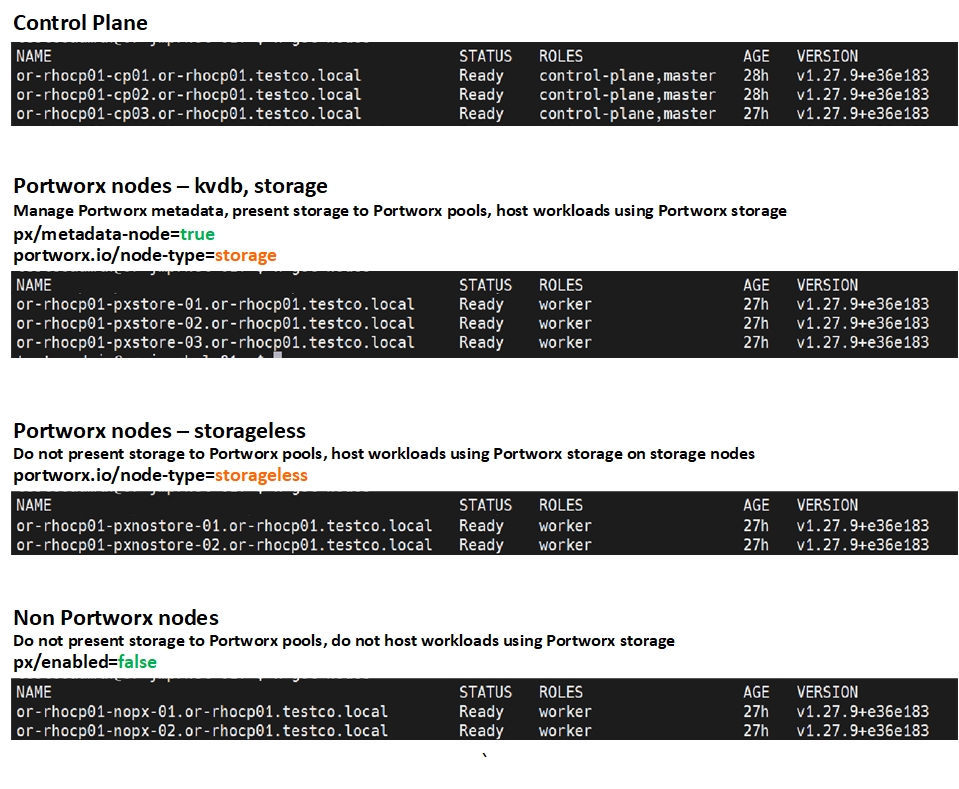 Control Plane
NAME STATUS ROLES AGE VERSION
or-rhocp01-cp01.or-rhocp01.testco.local Ready control-plane,master 28h v1.27.9+e36e183
or-rhocp01-cp02.or-rhocp01.testco.local Ready control-plane,master 28h v1.27.9+e36e183
or-rhocp01-cp03.or-rhocp01.testco.local Ready control-plane,master 27h v1.27.9+e36e183
Portworx nodes – kvdb, storage
Manage Portworx metadata, present storage to Portworx pools, host workloads using Portworx storage
px/metadata-node=true
portworx.io/node-type=storage
NAME STATUS ROLES AGE VERSION
or-rhocp01-pxstore-01.or-rhocp01.testco.local Ready worker 27h v1.27.9+e36e183
or-rhocp01-pxstore-02.or-rhocp01.testco.local Ready worker 27h v1.27.9+e36e183
or-rhocp01-pxstore-03.or-rhocp01.testco.local Ready worker 27h v1.27.9+e36e183
Portworx nodes – storageless
Do not present storage to Portworx pools, host workloads using Portworx storage on storage nodes
portworx.io/node-type=storageless
NAME STATUS ROLES AGE VERSION
or-rhocp01-pxnostore-01.or-rhocp01.testco.local Ready worker 27h v1.27.9+e36e183
or-rhocp01-pxnostore-02.or-rhocp01.testco.local Ready worker 27h v1.27.9+e36e183
Non Portworx nodes
Do not present storage to Portworx pools, do not host workloads using Portworx storage
px/enabled=false
NAME STATUS ROLES AGE VERSION
or-rhocp01-nopx-01.or-rhocp01.testco.local Ready worker 27h v1.27.9+e36e183
or-rhocp01-nopx-02.or-rhocp01.testco.local Ready worker 27h v1.27.9+e36e183
`